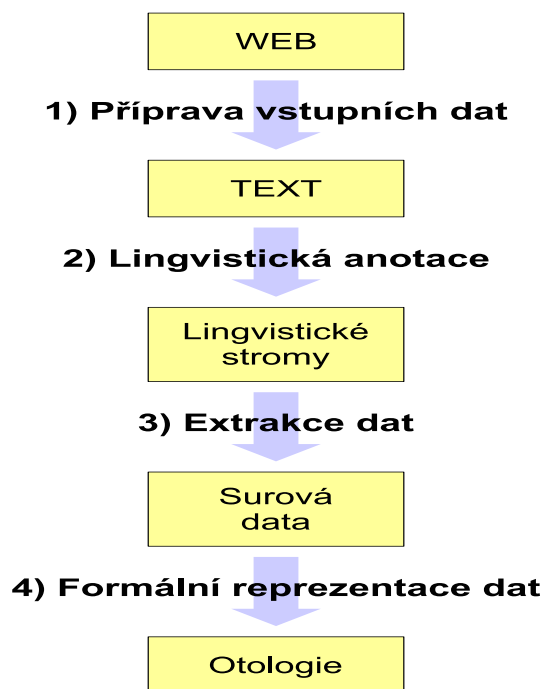 WEB
1) Příprava vstupních dat
TEXT
2) Lingvistická anotace
Lingvistické
stromy
3) Extrakce dat
Surová
data
4) Formální reprezentace dat
Otologie